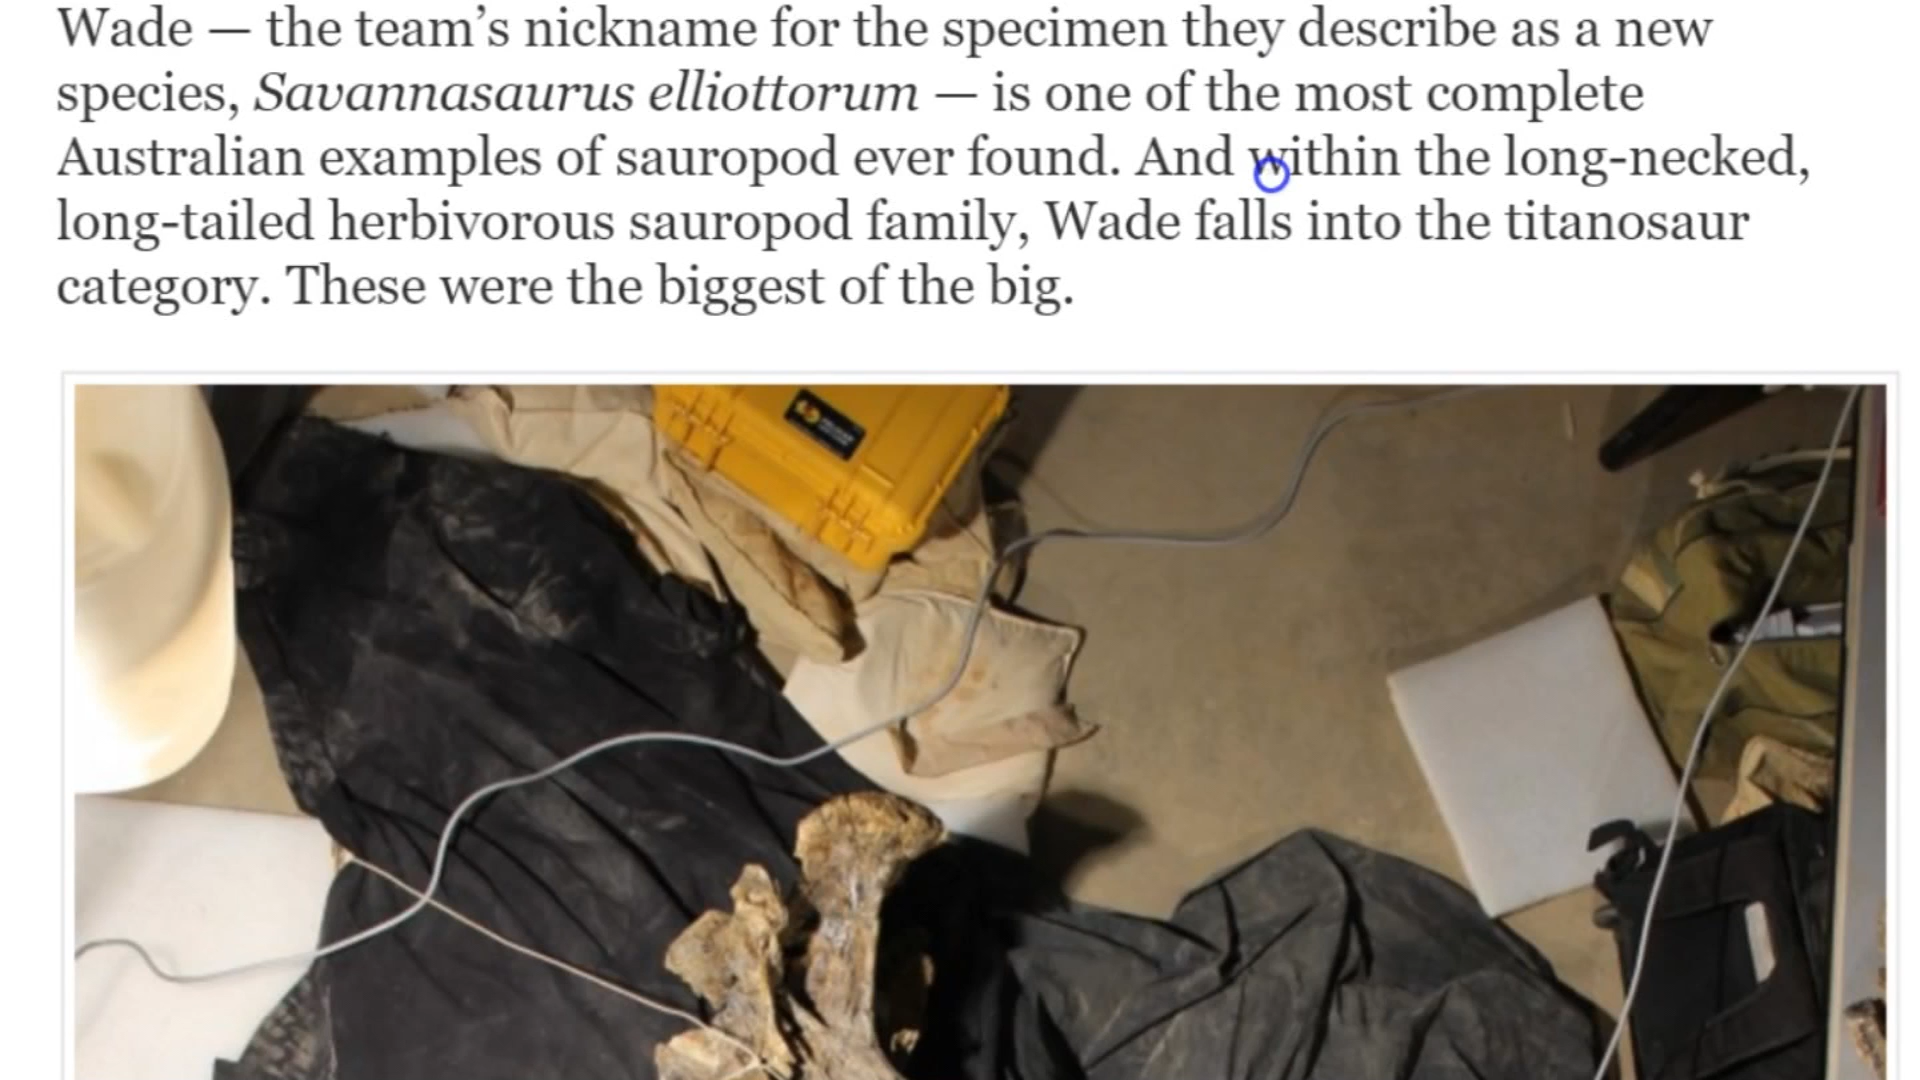 Wade — the team’s nickname for the specimen they describe as a new
species, Savannasaurus elliottorum — is one of the most complete
Australian examples of sauropod ever found. And within the long-necked,
long-tailed herbivorous sauropod family, Wade falls into the titanosaur
category. These were the biggest of the big.